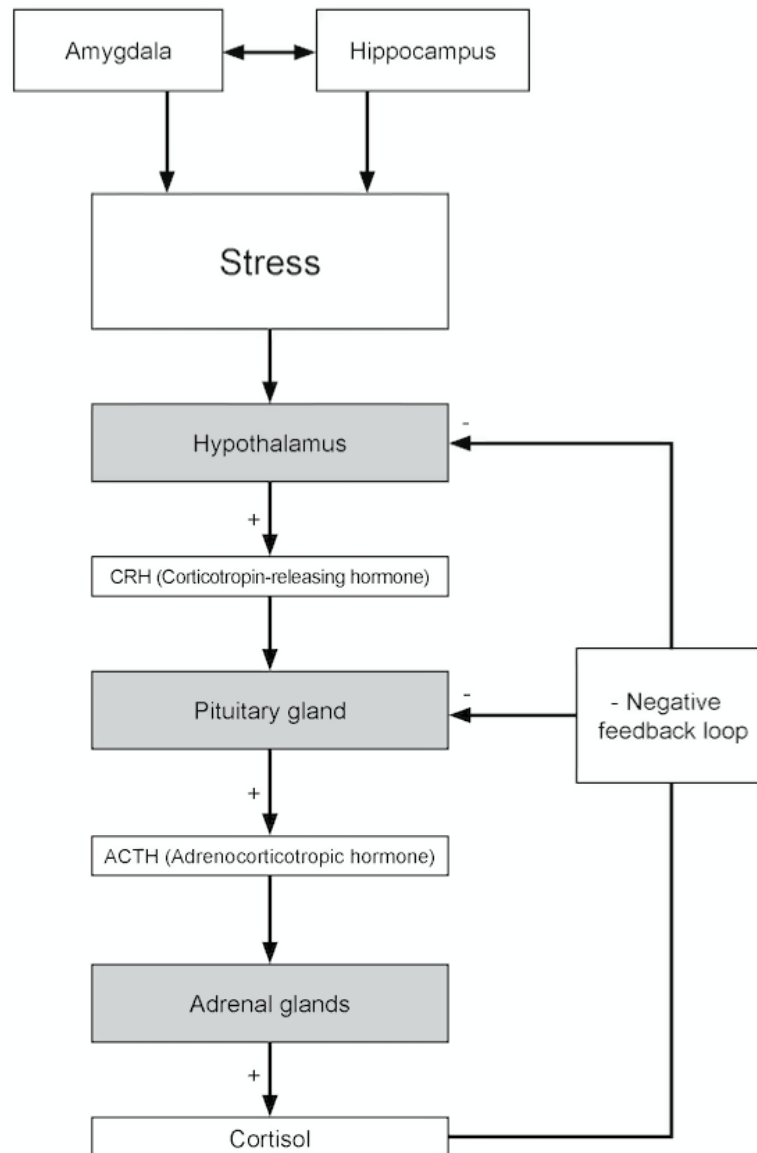 Amygdala
Hippocampus
Stress
-
Hypothalamus
+
CRH (Corticotropin-releasing hormone)
-
Pituitary gland
- Negative
feedback loop
+
ACTH (Adrenocorticotropic hormone)
Adrenal glands
+
Cortisol